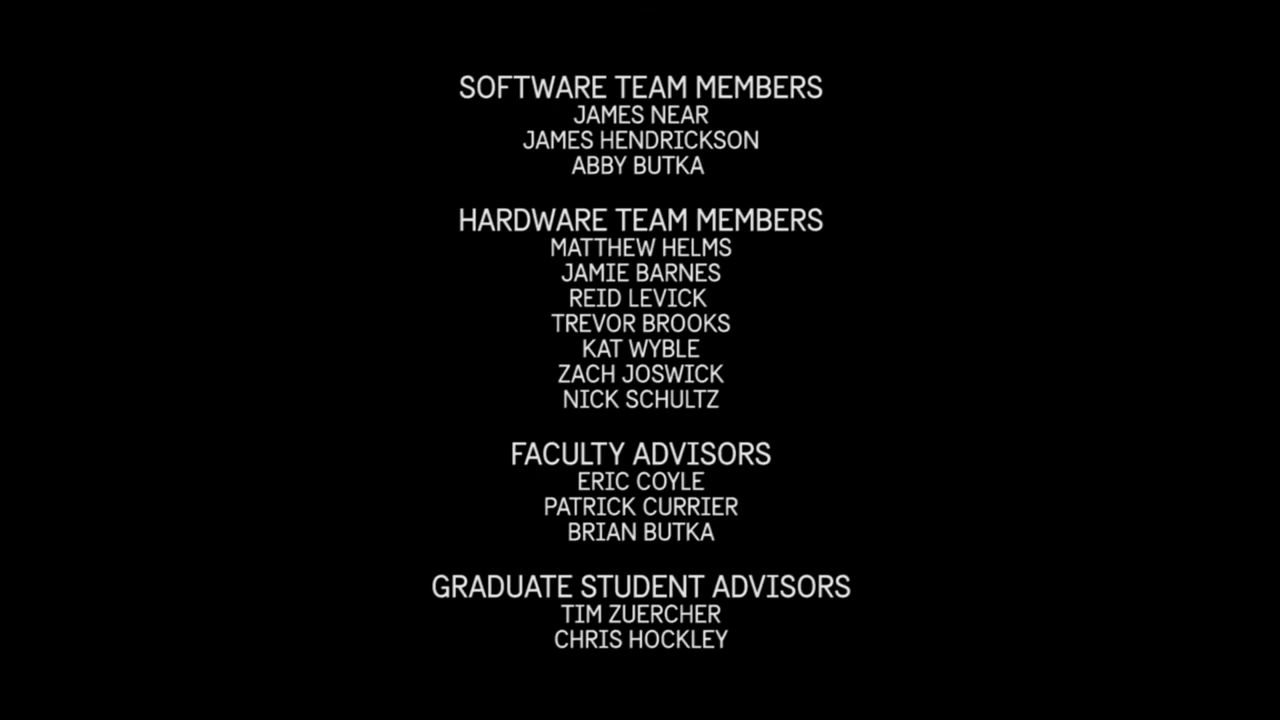 SOFTWARE TEAM MEMBERS
JAMES NEAR
JAMES HENDRICKSON
ABBY BUTKA
HARDWARE TEAM MEMBERS
MATTHEW HELMS
JAMIE BARNES
REID LEVICK
TREVOR BROOKS
KAT WYBLE
ZACH JOSWICK
NICK SCHULTZ
FACULTY ADVISORS
ERIC COYLE
PATRICK CURRIER
BRIAN BUTKA
GRADUATE STUDENT ADVISORS
TIM ZUERCHER
CHRIS HOCKLEY